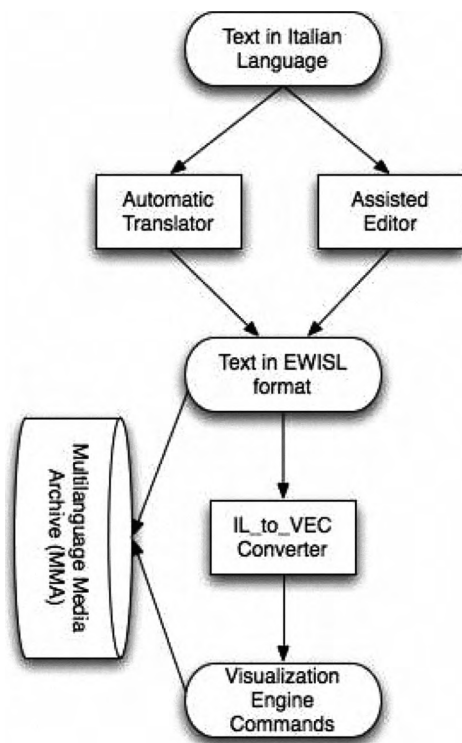 Text in Italian
Language
Automatic
Translator
Assisted
Editor
Text in EWISL
format
Multilanguage Media
Archive (MMA)
IL_to_VEC
Converter
Visualization
Engine
Commands